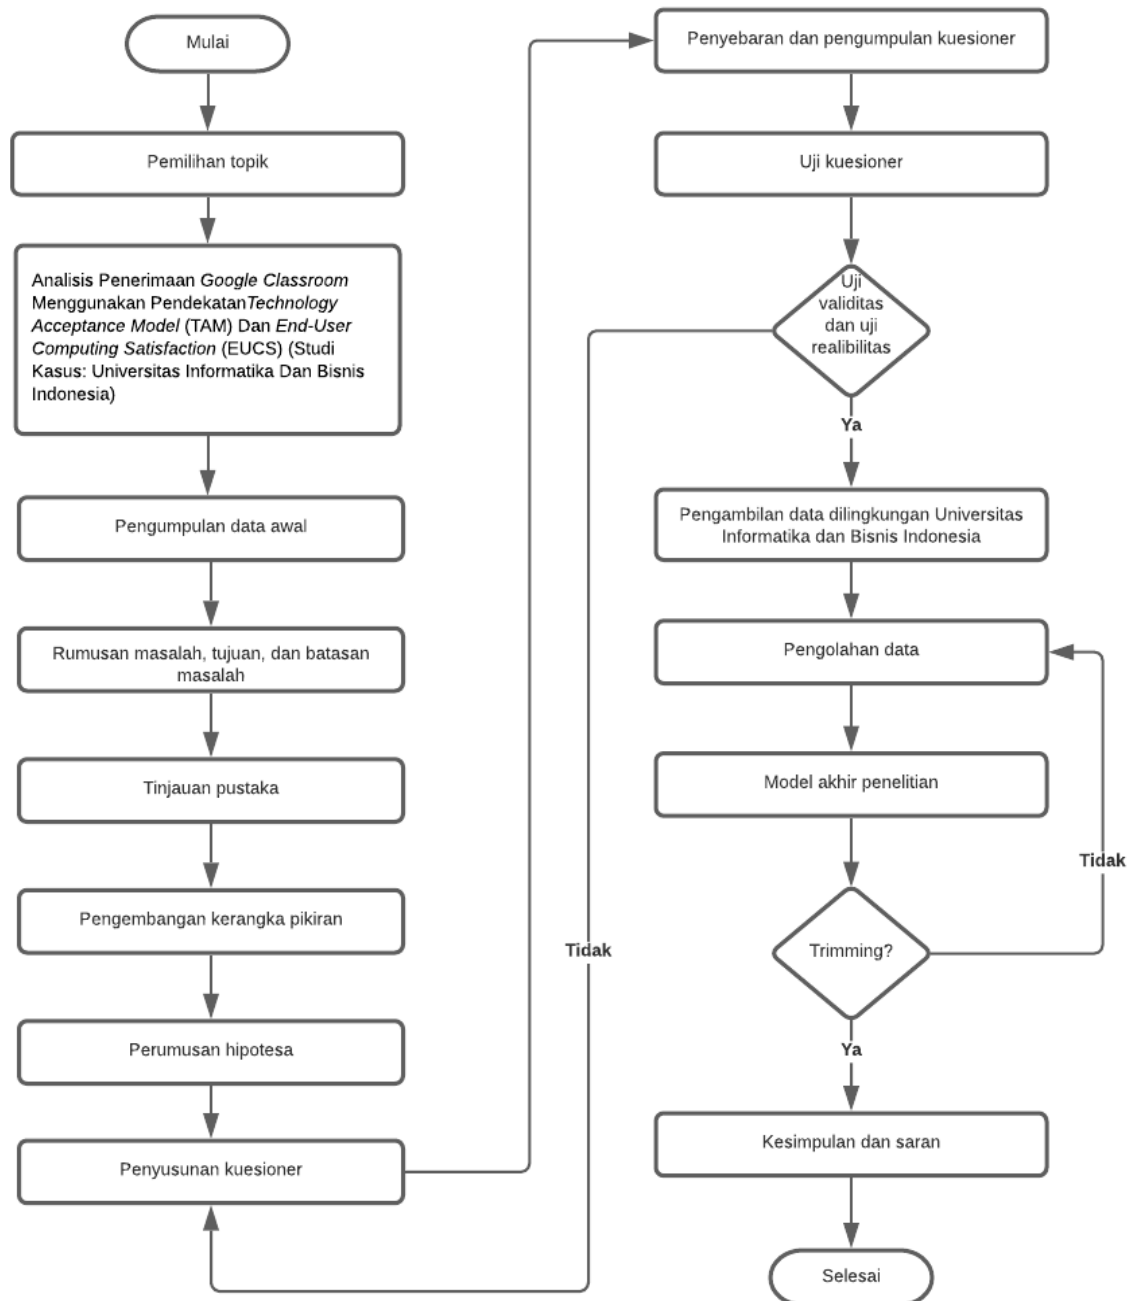 Mulai
Pemilihan topik
Analisis Penerimaan Google Classroom
Menggunakan PendekatanTechnology
Acceptance Model (TAM) Dan End-User
Computing Satisfaction (EUCS) (Studi
Kasus: Universitas Informatika Dan Bisnis
Indonesia)
Pengumpulan data awal
Rumusan masalah, tujuan, dan batasan
masalah
Tinjauan pustaka
Pengembangan kerangka pikiran
Perumusan hipotesa
Penyusunan kuesioner
Penyebaran dan pengumpulan kuesioner
Uji kuesioner
Uji
validitas
dan uji
realibilitas
Tidak
Ya
Pengambilan data dilingkungan Universitas
Informatika dan Bisnis Indonesia
Pengolahan data
Model akhir penelitian
Trimming?
Tidak
Ya
Kesimpulan dan saran
Selesai